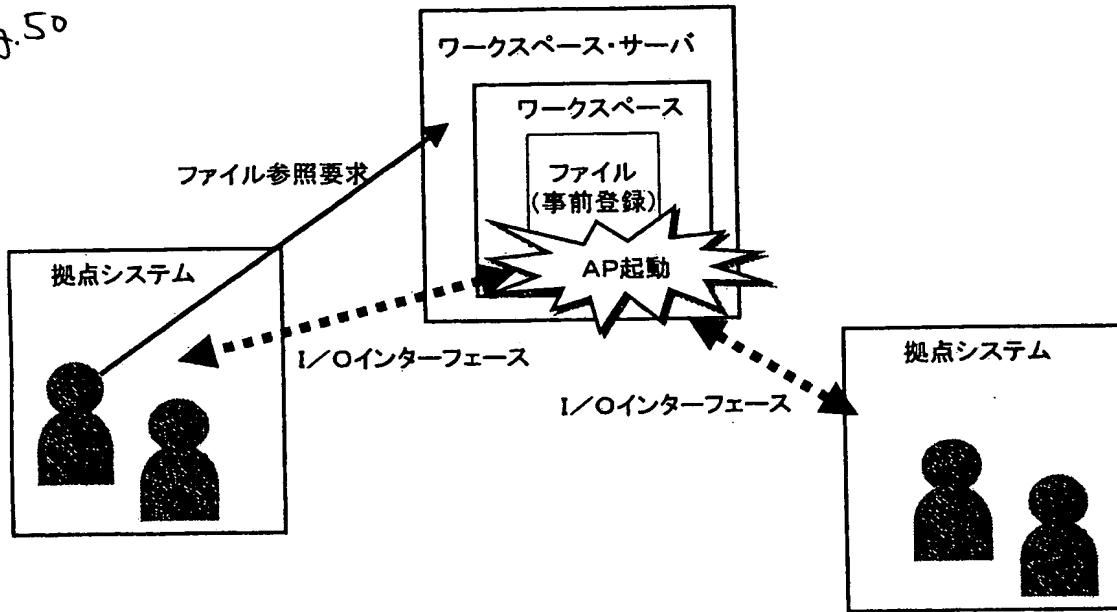 g.50
ワークスペース・サーバ
ワークスペース
ファイル
(事前登録)
AP起動
ファイル参照要求
拠点システム
I／Oインターフェース
I／Oインターフェース
拠点システム